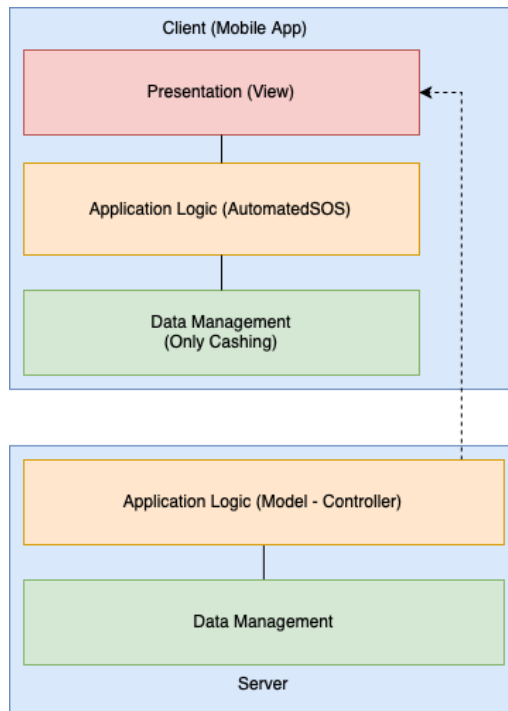 Client (Mobile App)
Presentation (View)
Application Logic (AutomatedSOS)
Data Management
(Only Cashing)
Application Logic (Model - Controller)
Data Management
Server